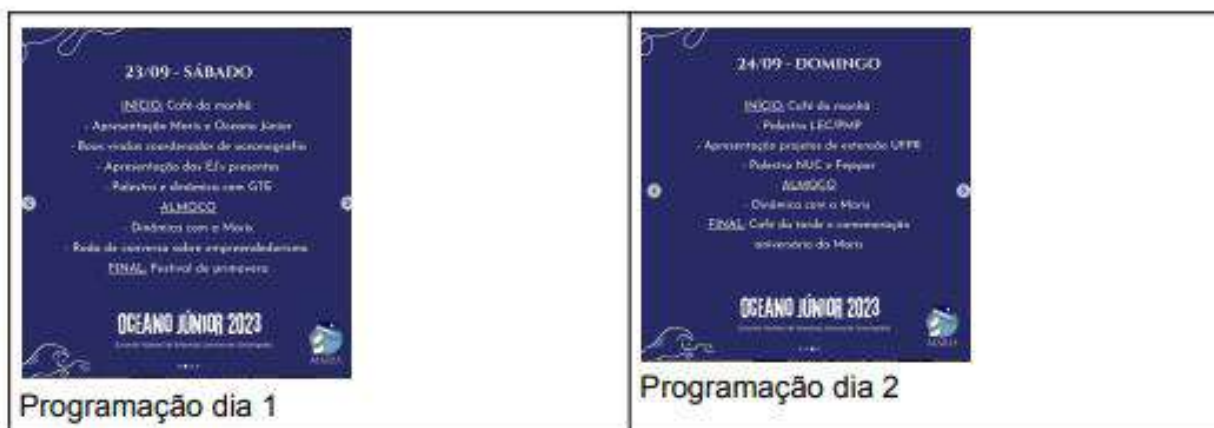 23/09 - SÁBADO
INÍCIO: Café da manhã
- Apresentação Maris e Oceano Júnior
- Boas vindas coordenador de oceanografia
- Apresentação das EJ's presentes
- Palestra e dinâmica com GTE
ALMOÇO
- Dinâmica com a Maris
- Roda de conversa sobre empreendedorismo
FINAL: Festival de primavera
OCEANO JÚNIOR 2023
MARIS
Programação dia 1
24/09 - DOMINGO
INÍCIO: Café da manhã
- Palestra LEC/PMP
- Apresentação projetos de extensão UFPR
- Palestra NUC e Fejepar
ALMOÇO
- Dinâmica com a Maris
FINAL: Café da tarde e comemoração
aniversário da Maris
OCEANO JÚNIOR 2023
Programação dia 2